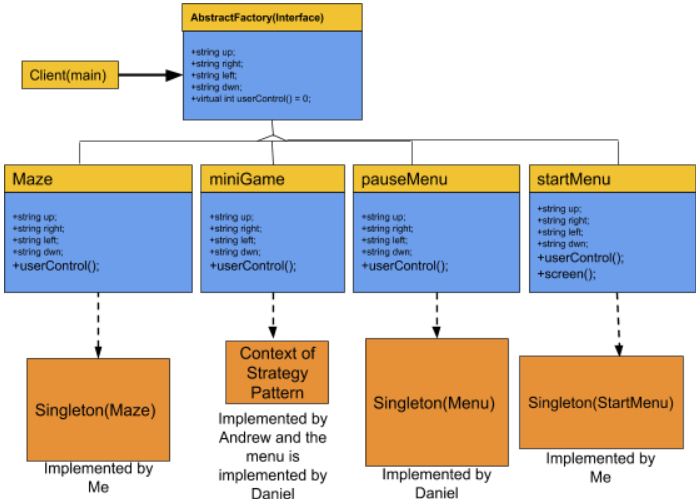 AbstractFactory(Interface)
+string up;
+string right;
+string left;
+string dwn;
+virtual int userControl() = 0;
Client(main)
Maze
+string up;
+string right;
+string left;
+string dwn;
+userControl();
miniGame
+string up;
+string right;
+string left;
+string dwn;
+userControl();
pauseMenu
+string up;
+string right;
+string left;
+string dwn;
+userControl();
startMenu
+string up;
+string right;
+string left;
+string dwn;
+userControl();
+screen();
Singleton(Maze)
Implemented by
Me
Context of
Strategy
Pattern
Implemented by
Andrew and the
menu is
implemented by
Daniel
Singleton(Menu)
Implemented by
Daniel
Singleton(StartMenu)
Implemented by
Me